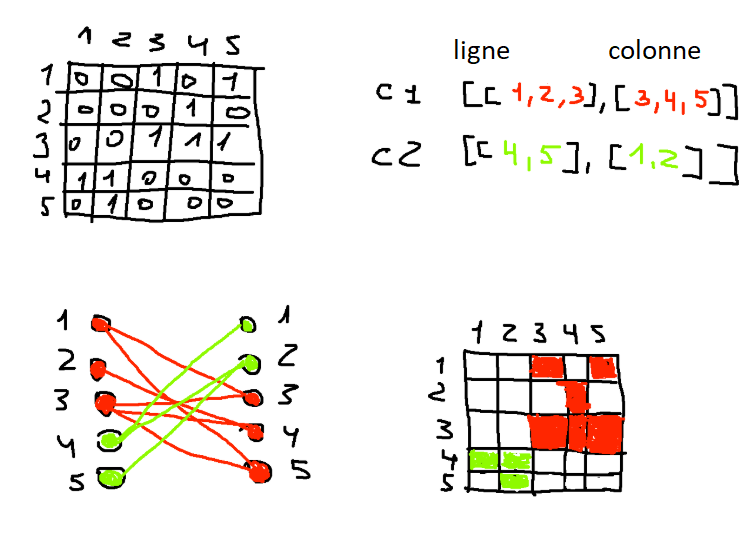 1 2 3 4 5
1 0 0 1 0 1
2 0 0 0 1 0
3 0 0 1 1 1
4 1 1 0 0 0
5 0 1 0 0 0
ligne colonne
C1 [[1,2,3],[3,4,5]]
C2 [[4,5],[1,2]]
1 1
2 2
3 3
4 4
5 5
1 2 3 4 5
1
2
3
4
5